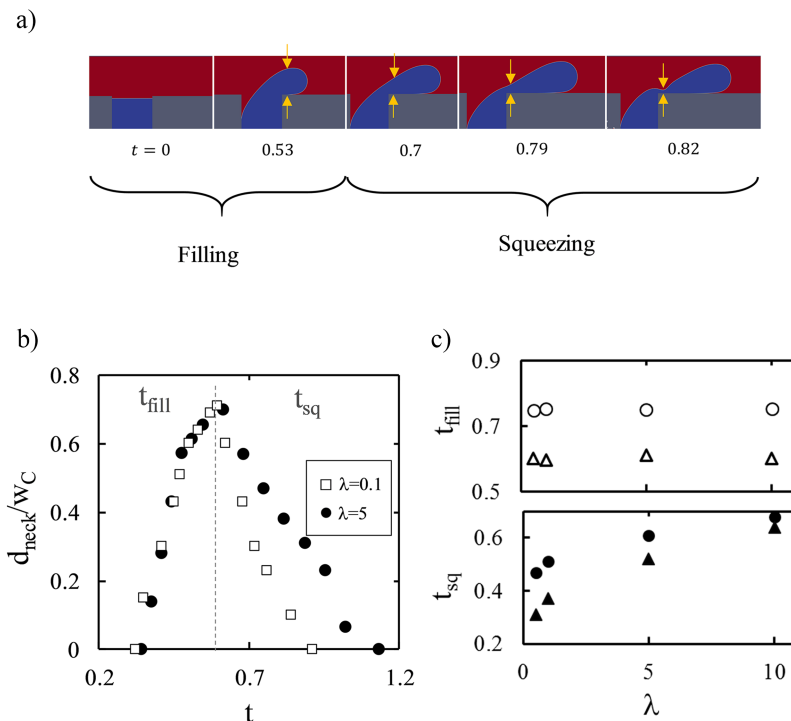 a)
t = 0 0.53 0.7 0.79 0.82
Filling Squeezing
b)
0.8
0.6
0.4
0.2
0
d_neck/w_C
t_fill t_sq
λ=0.1
λ=5
0.2 0.7 1.2
t
c)
0.9
0.7
0.5
t_fill
0.6
0.4
0.2
t_sq
0 5 10
λ